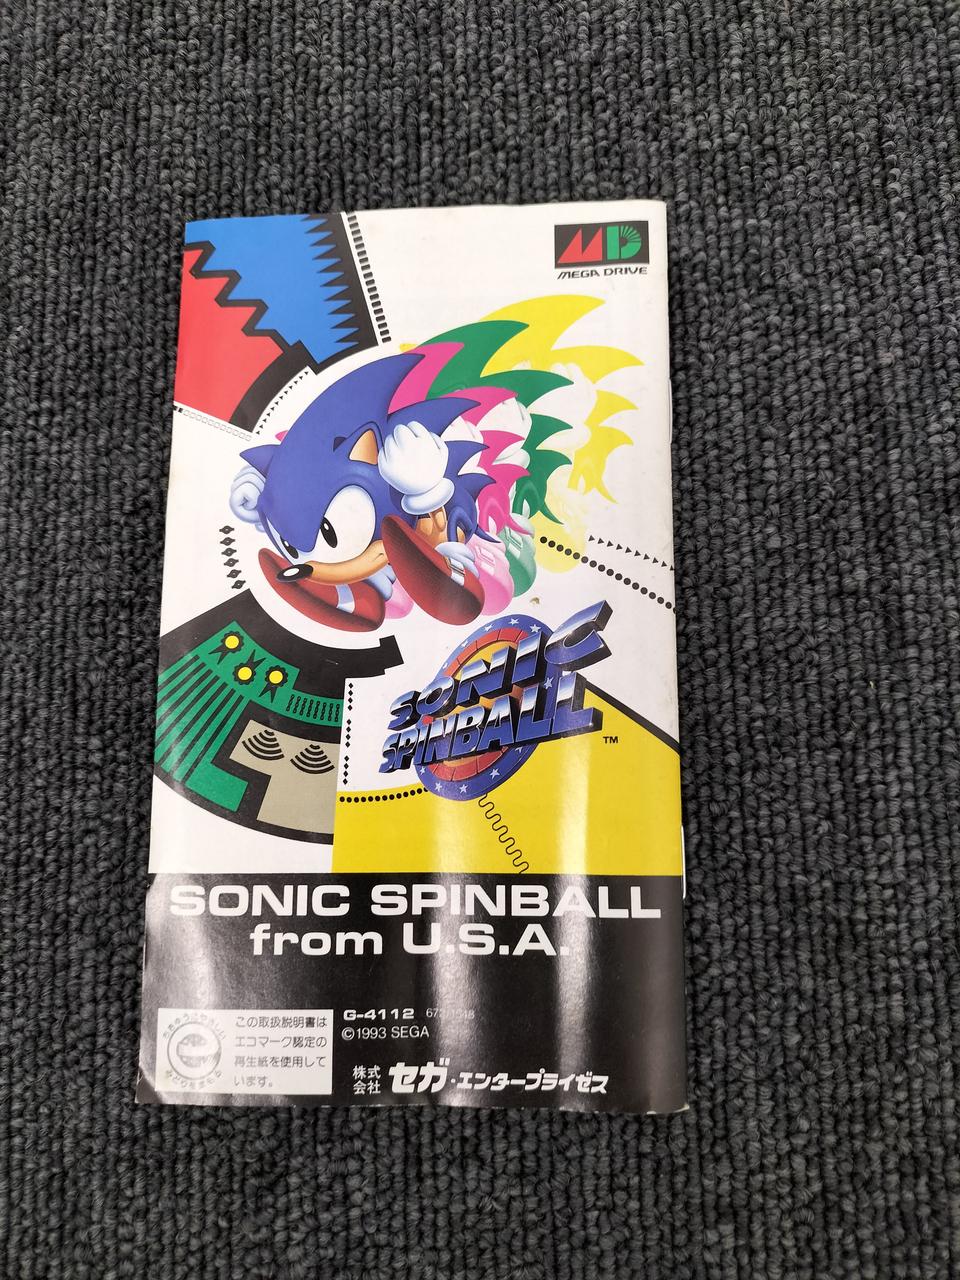 MD
MEGA DRIVE
SONIC
SPINBALL
TM
SONIC SPINBALL
from U.S.A.
この取扱説明書は
エコマーク認定の
再生紙を使用して
います。
G-4112
©1993 SEGA
株式会社 セガ・エンタープライゼス